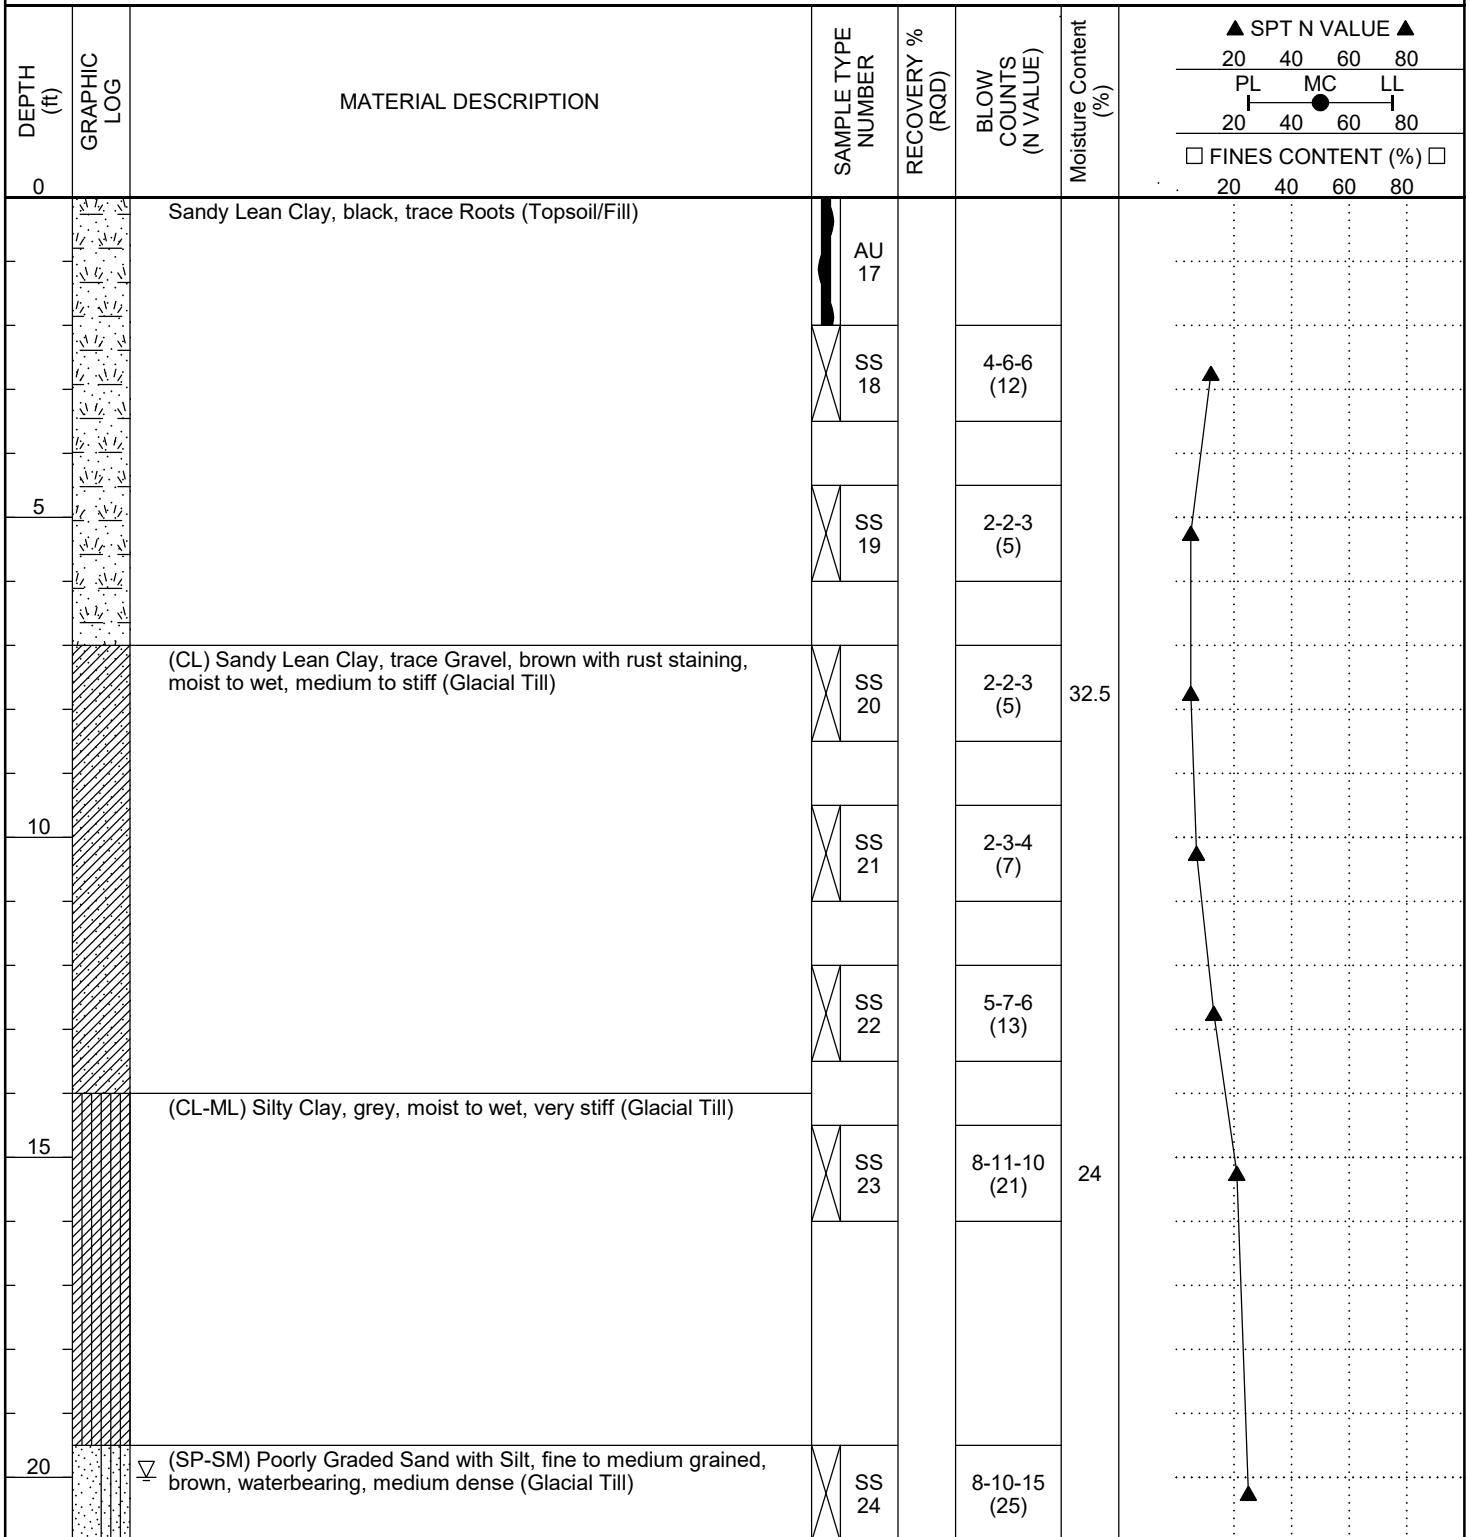 DEPTH
(ft)
GRAPHIC
LOG
MATERIAL DESCRIPTION
SAMPLE TYPE
NUMBER
RECOVERY %
(RQD)
BLOW
COUNTS
(N VALUE)
Moisture Content
(%)
▲ SPT N VALUE ▲
20 40 60 80
PL MC LL
20 40 60 80
□ FINES CONTENT (%) □
20 40 60 80
0
Sandy Lean Clay, black, trace Roots (Topsoil/Fill)
AU
17
SS
18
4-6-6
(12)
5
SS
19
2-2-3
(5)
(CL) Sandy Lean Clay, trace Gravel, brown with rust staining,
moist to wet, medium to stiff (Glacial Till)
SS
20
2-2-3
(5)
32.5
10
SS
21
2-3-4
(7)
SS
22
5-7-6
(13)
(CL-ML) Silty Clay, grey, moist to wet, very stiff (Glacial Till)
15
SS
23
8-11-10
(21)
24
20
(SP-SM) Poorly Graded Sand with Silt, fine to medium grained,
brown, waterbearing, medium dense (Glacial Till)
SS
24
8-10-15
(25)